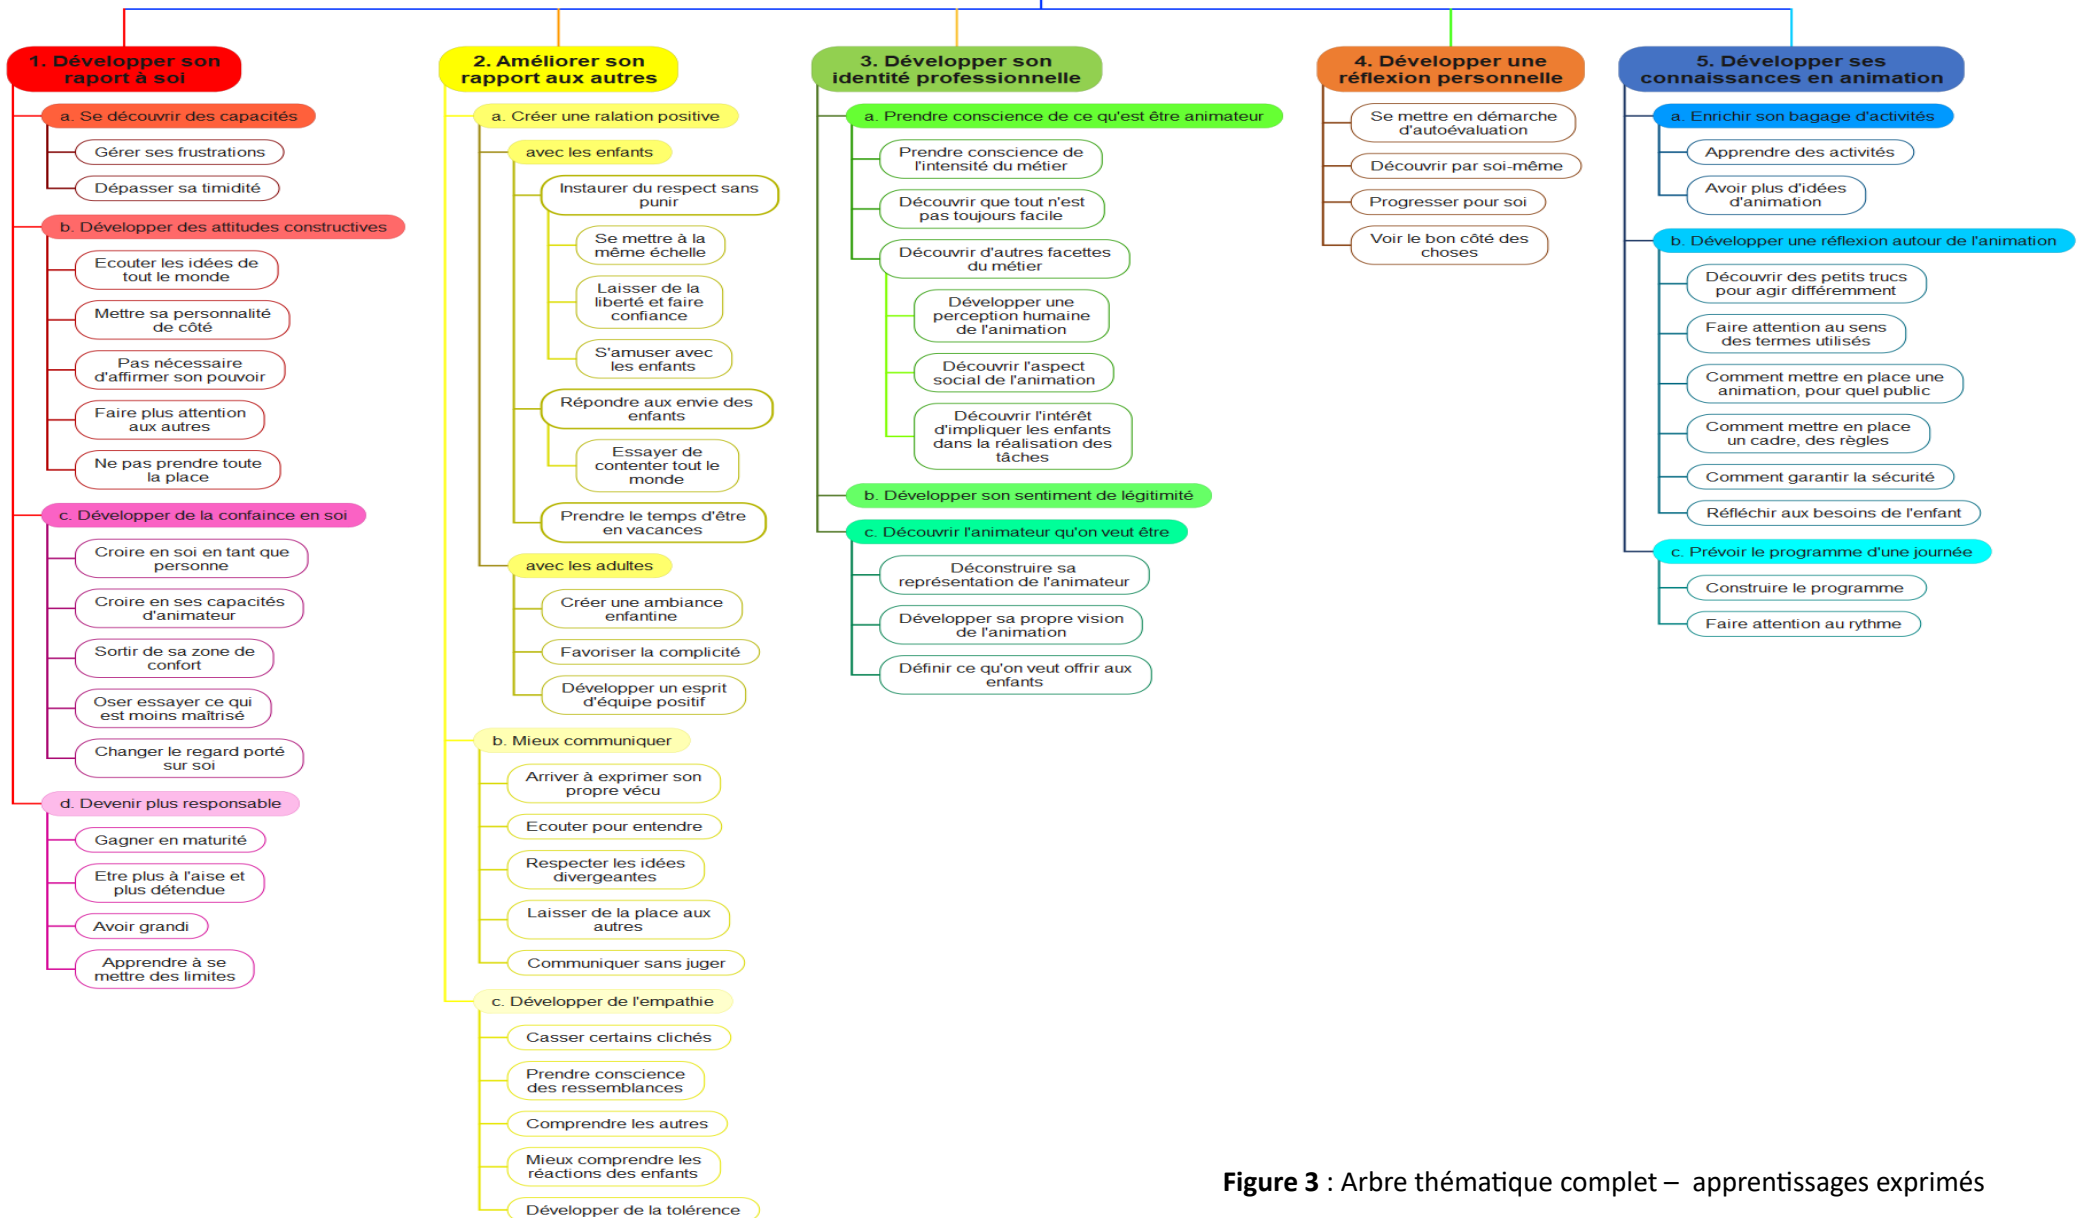 1. Développer son
raport à soi
a. Se découvrir des capacités
Gérer ses frustrations
Dépasser sa timidité
b. Développer des attitudes constructives
Ecouter les idées de
tout le monde
Mettre sa personnalité
de côté
Pas nécessaire
d'affirmer son pouvoir
Faire plus attention
aux autres
Ne pas prendre toute
la place
c. Développer de la confaince en soi
Croire en soi en tant que
personne
Croire en ses capacités
d'animateur
Sortir de sa zone de
confort
Oser essayer ce qui
est moins maîtrisé
Changer le regard porté
sur soi
d. Devenir plus responsable
Gagner en maturité
Etre plus à l'aise et
plus détendue
Avoir grandi
Apprendre à se
mettre des limites
2. Améliorer son
rapport aux autres
a. Créer une ralation positive
avec les enfants
Instaurer du respect sans
punir
Se mettre à la
même échelle
Laisser de la
liberté et faire
confiance
S'amuser avec
les enfants
Répondre aux envie des
enfants
Essayer de
contenter tout le
monde
Prendre le temps d'être
en vacances
avec les adultes
Créer une ambiance
enfantine
Favoriser la complicité
Développer un esprit
d'équipe positif
b. Mieux communiquer
Arriver à exprimer son
propre vécu
Ecouter pour entendre
Respecter les idées
divergeantes
Laisser de la place aux
autres
Communiquer sans juger
c. Développer de l'empathie
Casser certains clichés
Prendre conscience
des ressemblances
Comprendre les autres
Mieux comprendre les
réactions des enfants
Développer de la tolérence
3. Développer son
identité professionnelle
a. Prendre conscience de ce qu'est être animateur
Prendre conscience de
l'intensité du métier
Découvrir que tout n'est
pas toujours facile
Découvrir d'autres facettes
du métier
Développer une
perception humaine
de l'animation
Découvrir l'aspect
social de l'animation
Découvrir l'intérêt
d'impliquer les enfants
dans la réalisation des
tâches
b. Développer son sentiment de légitimité
c. Découvrir l'animateur qu'on veut être
Déconstruire sa
représentation de l'animateur
Développer sa propre vision
de l'animation
Définir ce qu'on veut offrir aux
enfants
4. Développer une
réflexion personnelle
Se mettre en démarche
d'autoévaluation
Découvrir par soi-même
Progresser pour soi
Voir le bon côté des
choses
5. Développer ses
connaissances en animation
a. Enrichir son bagage d'activités
Apprendre des activités
Avoir plus d'idées
d'animation
b. Développer une réflexion autour de l'animation
Découvrir des petits trucs
pour agir différemment
Faire attention au sens
des termes utilisés
Comment mettre en place une
animation, pour quel public
Comment mettre en place
un cadre, des règles
Comment garantir la sécurité
Réfléchir aux besoins de l'enfant
c. Prévoir le programme d'une journée
Construire le programme
Faire attention au rythme
Figure 3 : Arbre thématique complet – apprentissages exprimés